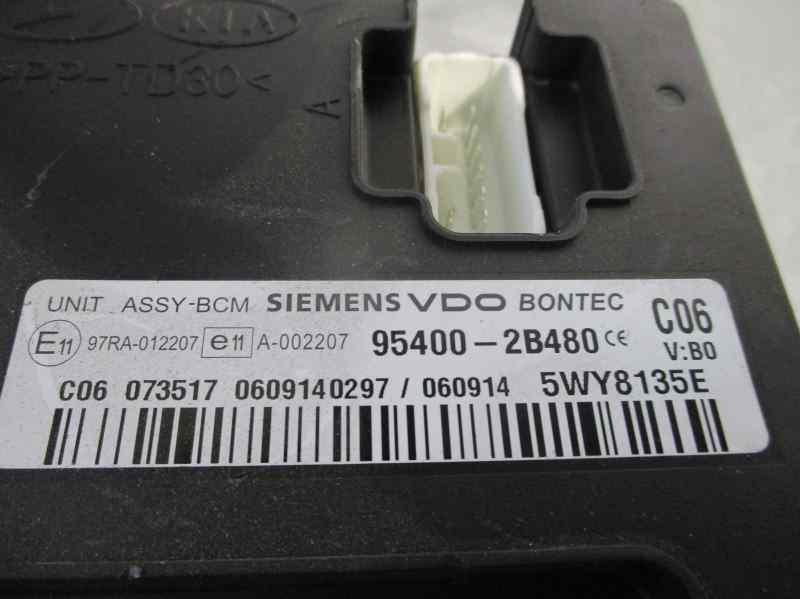 KIA
PP-TD30<
A
UNIT ASSY-BCM SIEMENS VDO BONTEC C06
E11 97RA-012207 e11 A-002207 95400-2B480 CE V:B0
C06 073517 0609140297 / 060914 5WY8135E